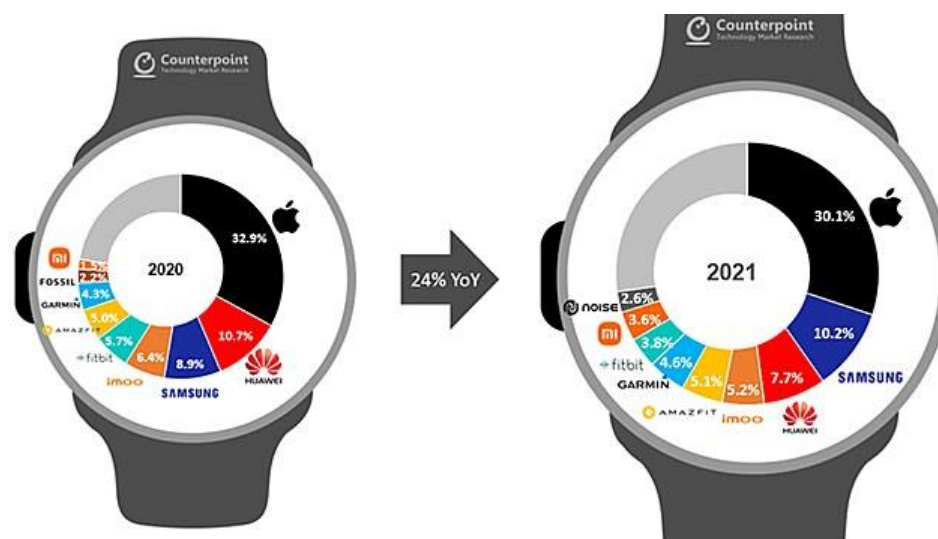 Counterpoint
Technology Market Research
32.9%
10.7%
HUAWEI
8.9%
SAMSUNG
6.4%
imoo
5.7%
fitbit
5.0%
AMAZFIT
4.3%
GARMIN
2.2%
FOSSIL
1.5%
mi
2020
24% YoY
Counterpoint
Technology Market Research
30.1%
10.2%
SAMSUNG
7.7%
HUAWEI
5.2%
imoo
5.1%
AMAZFIT
4.6%
GARMIN
3.8%
fitbit
3.6%
mi
2.6%
noise
2021